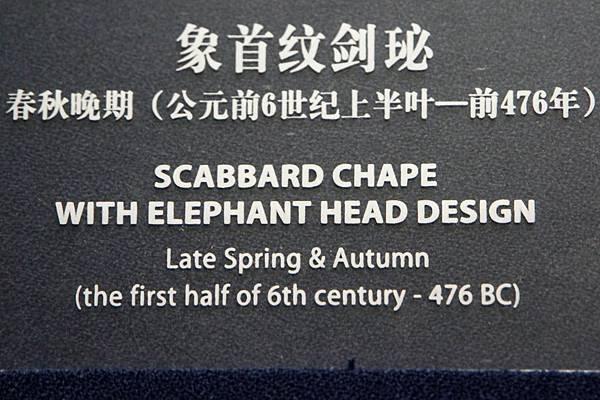 象首纹剑珌
春秋晚期（公元前6世纪上半叶—前476年）
SCABBARD CHAPE
WITH ELEPHANT HEAD DESIGN
Late Spring & Autumn
(the first half of 6th century - 476 BC)